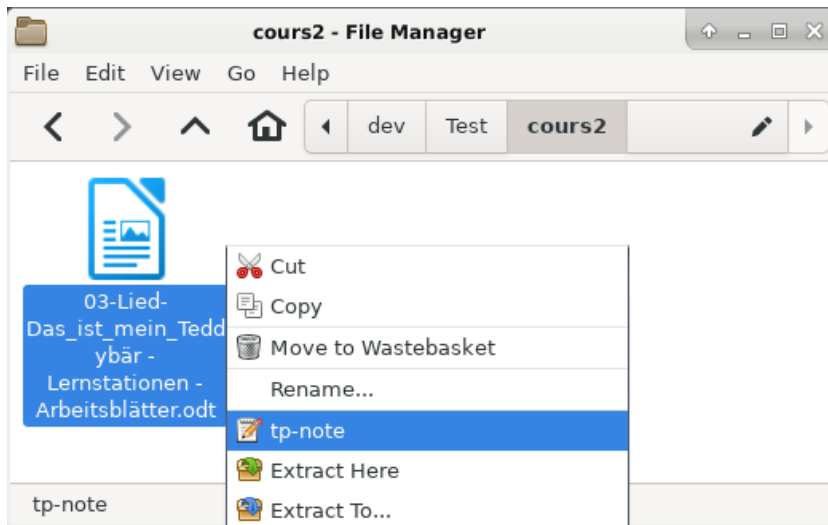 cours2 - File Manager
File Edit View Go Help
dev Test cours2
03-Lied-
Das_ist_mein_Tedd
ybär -
Lernstationen -
Arbeitsblätter.odt
Cut
Copy
Move to Wastebasket
Rename...
tp-note
Extract Here
Extract To...
tp-note